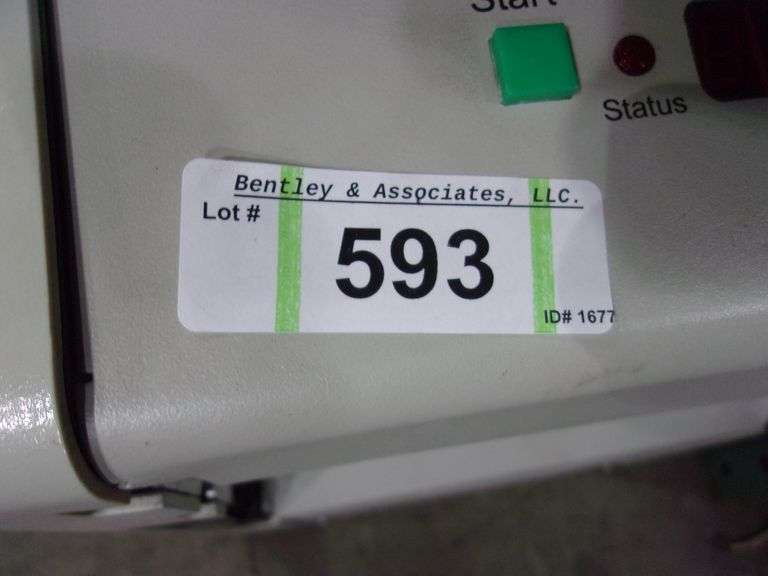 Start
Status
Bentley & Associates, LLC.
Lot #
593
ID# 1677